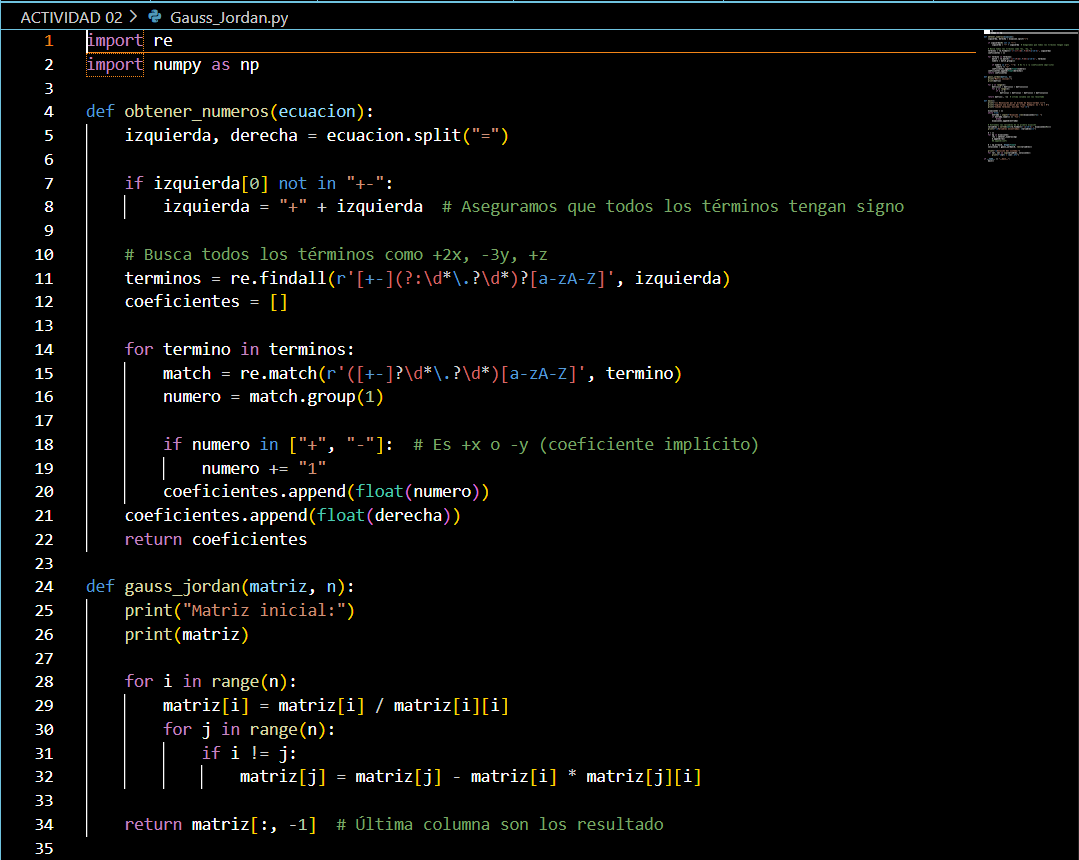 ACTIVIDAD 02 > Gauss_Jordan.py
1 import re
2 import numpy as np
3
4 def obtener_numeros(ecuacion):
5     izquierda, derecha = ecuacion.split("=")
6
7     if izquierda[0] not in "+-":
8         izquierda = "+" + izquierda  # Aseguramos que todos los términos tengan signo
9
10     # Busca todos los términos como +2x, -3y, +z
11     terminos = re.findall(r'[+-](?:\d*\.?\d*)?[a-zA-Z]', izquierda)
12     coeficientes = []
13
14     for termino in terminos:
15         match = re.match(r'([+-]?\d*\.?\d*)[a-zA-Z]', termino)
16         numero = match.group(1)
17
18         if numero in ["+", "-"]:  # Es +x o -y (coeficiente implícito)
19             numero += "1"
20         coeficientes.append(float(numero))
21     coeficientes.append(float(derecha))
22     return coeficientes
23
24 def gauss_jordan(matriz, n):
25     print("Matriz inicial:")
26     print(matriz)
27
28     for i in range(n):
29         matriz[i] = matriz[i] / matriz[i][i]
30         for j in range(n):
31             if i != j:
32                 matriz[j] = matriz[j] - matriz[i] * matriz[j][i]
33
34     return matriz[:, -1]  # Última columna son los resultado
35